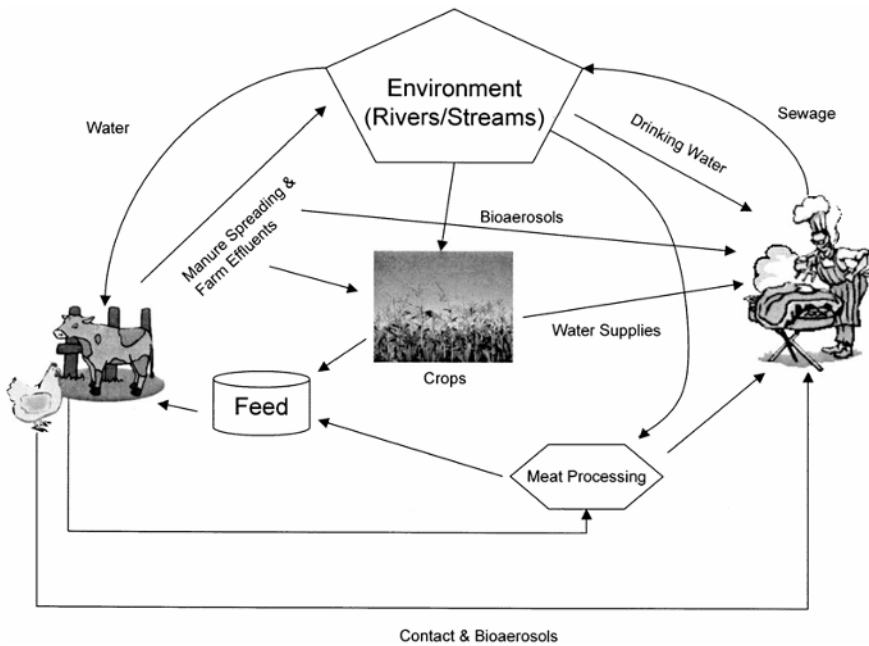 Environment
(Rivers/Streams)
Water
Sewage
Drinking Water
Manure Spreading &
Farm Effluents
Bioaerosols
Water Supplies
Crops
Feed
Meat Processing
Contact & Bioaerosols